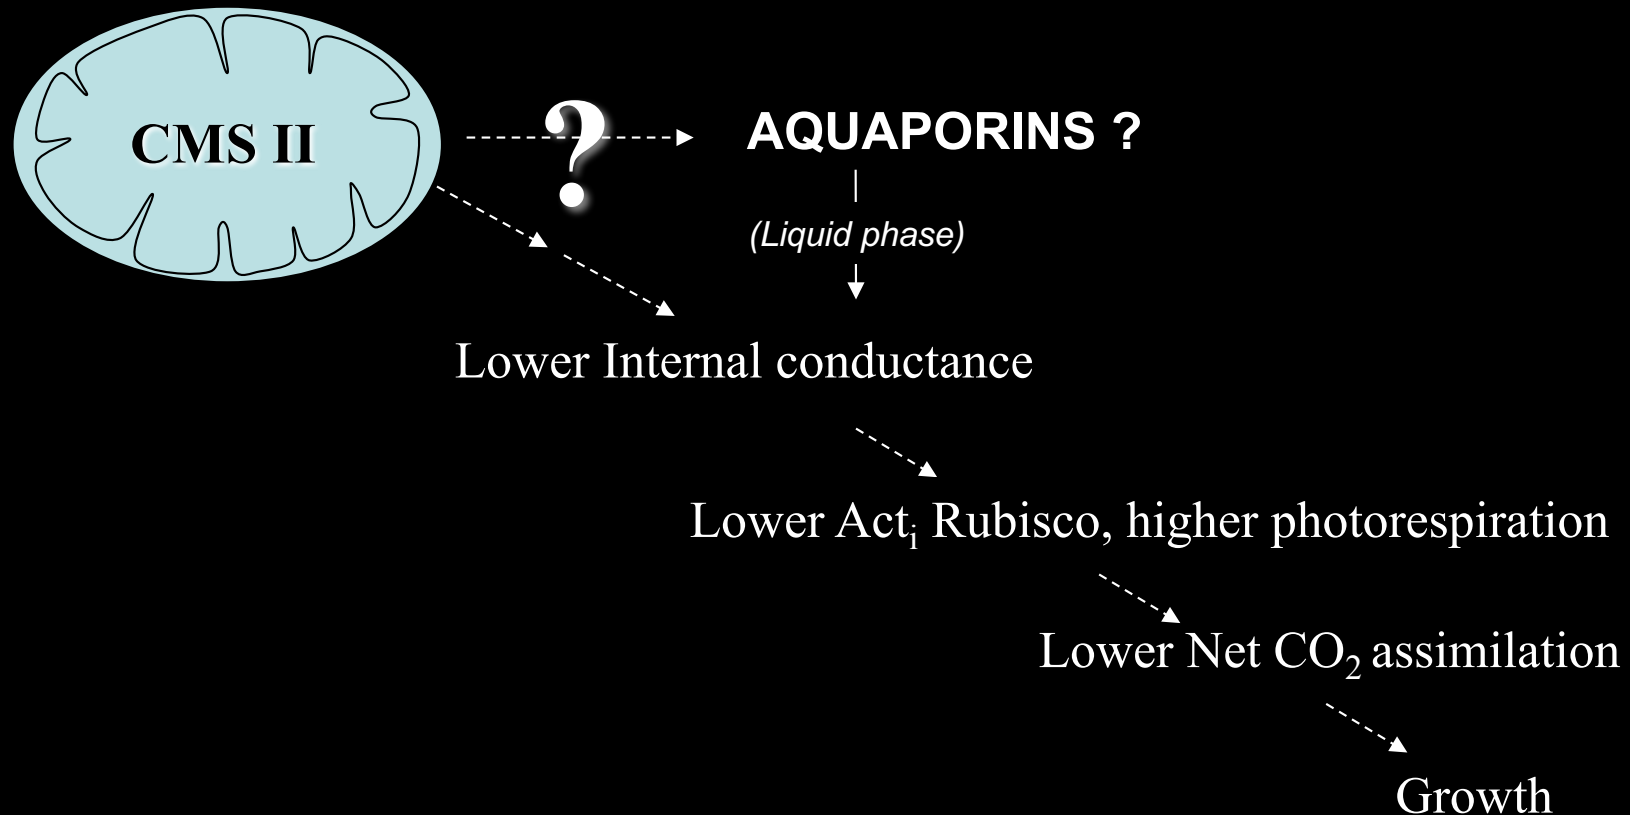 CMS II
?
AQUAPORINS ?
(Liquid phase)
Lower Internal conductance
Lower Actᵢ Rubisco, higher photorespiration
Lower Net CO₂ assimilation
Growth